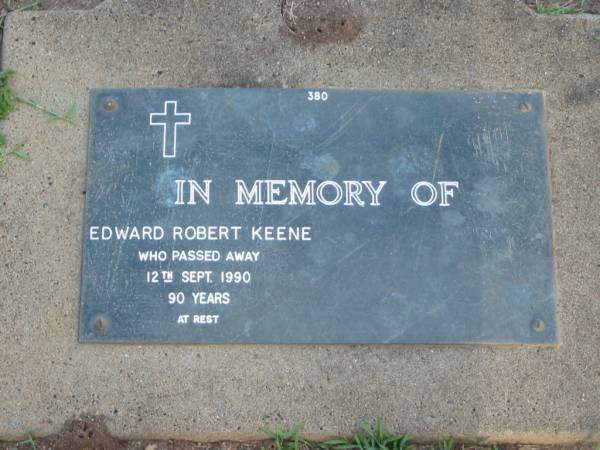 380
IN MEMORY OF
EDWARD ROBERT KEENE
WHO PASSED AWAY
12TH SEPT. 1990
90 YEARS
AT REST